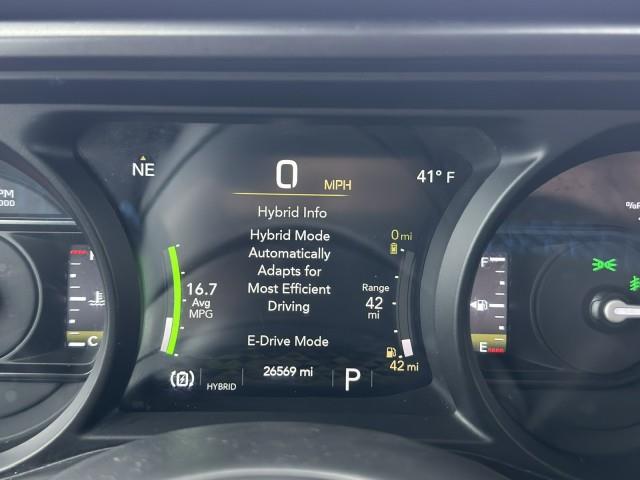 NE
0 MPH
41° F
Hybrid Info
Hybrid Mode
Automatically
Adapts for
Most Efficient
Driving
E-Drive Mode
16.7
Avg
MPG
0 mi
Range
42
mi
42 mi
HYBRID
26569 mi
P
C
F
E